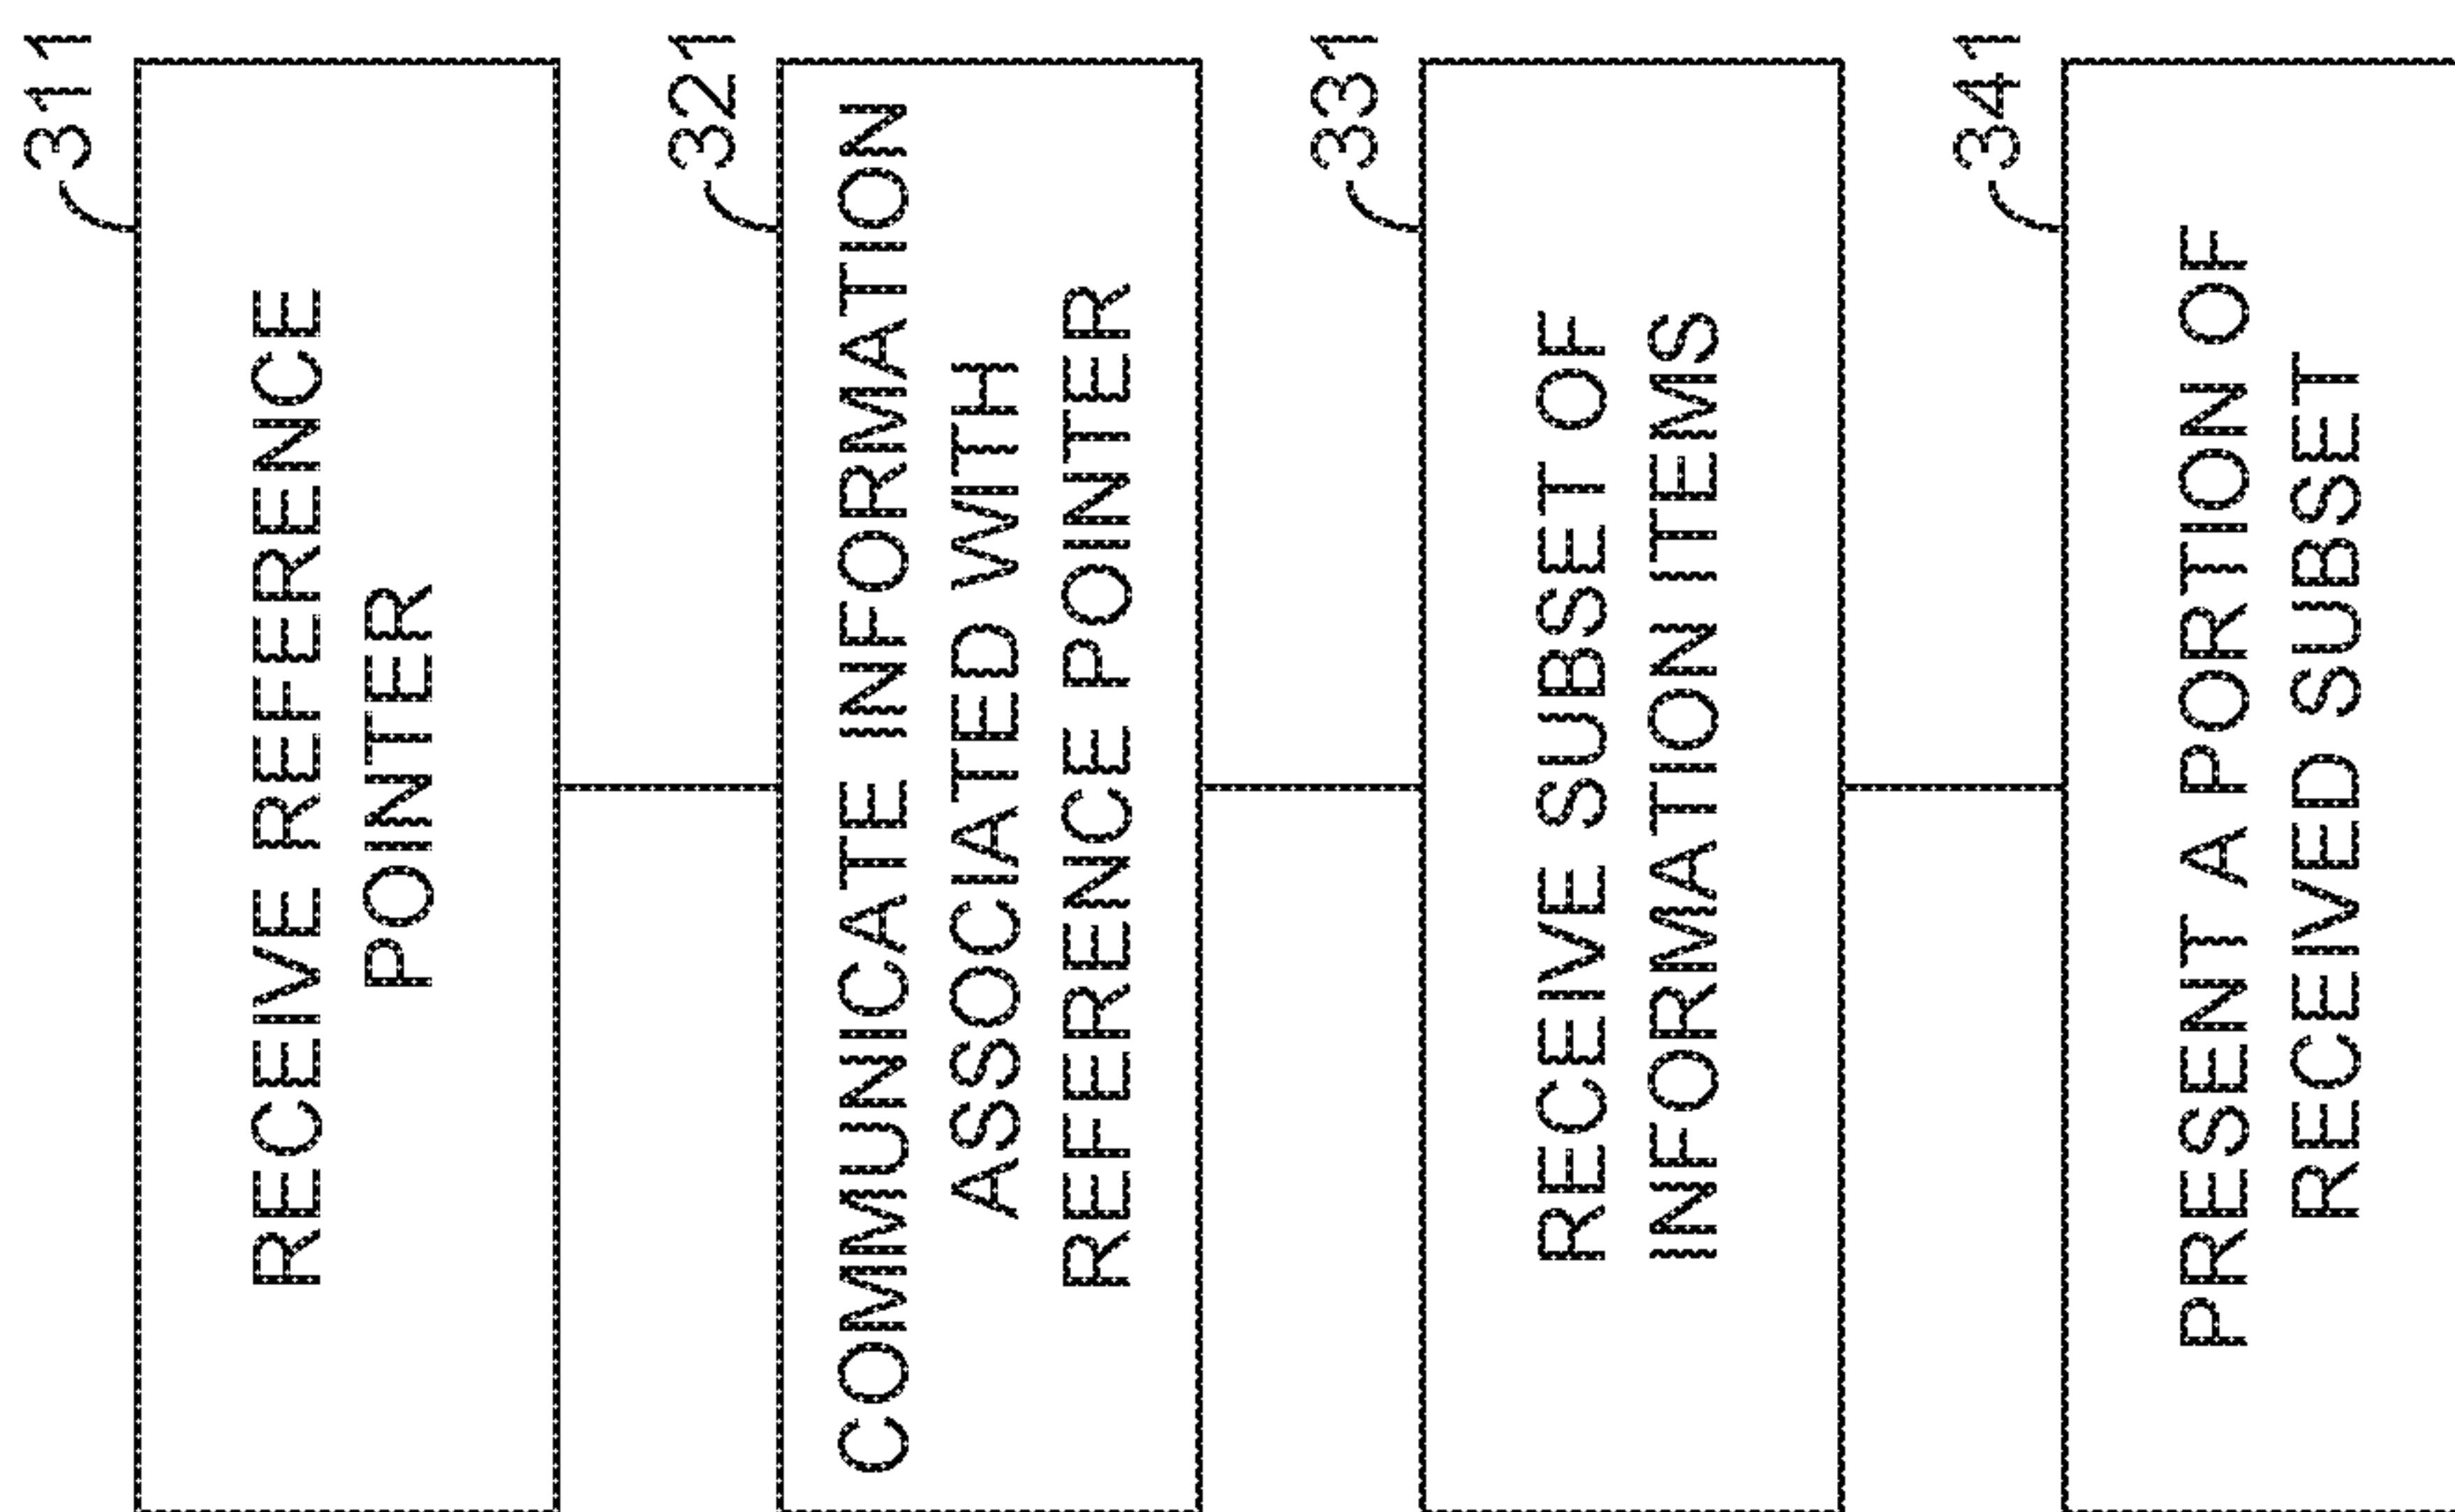 311
RECEIVE REFERENCE
POINTER
321
COMMUNICATE INFORMATION
ASSOCIATED WITH
REFERENCE POINTER
331
RECEIVE SUBSET OF
INFORMATION ITEMS
341
PRESENT A PORTION OF
RECEIVED SUBSET